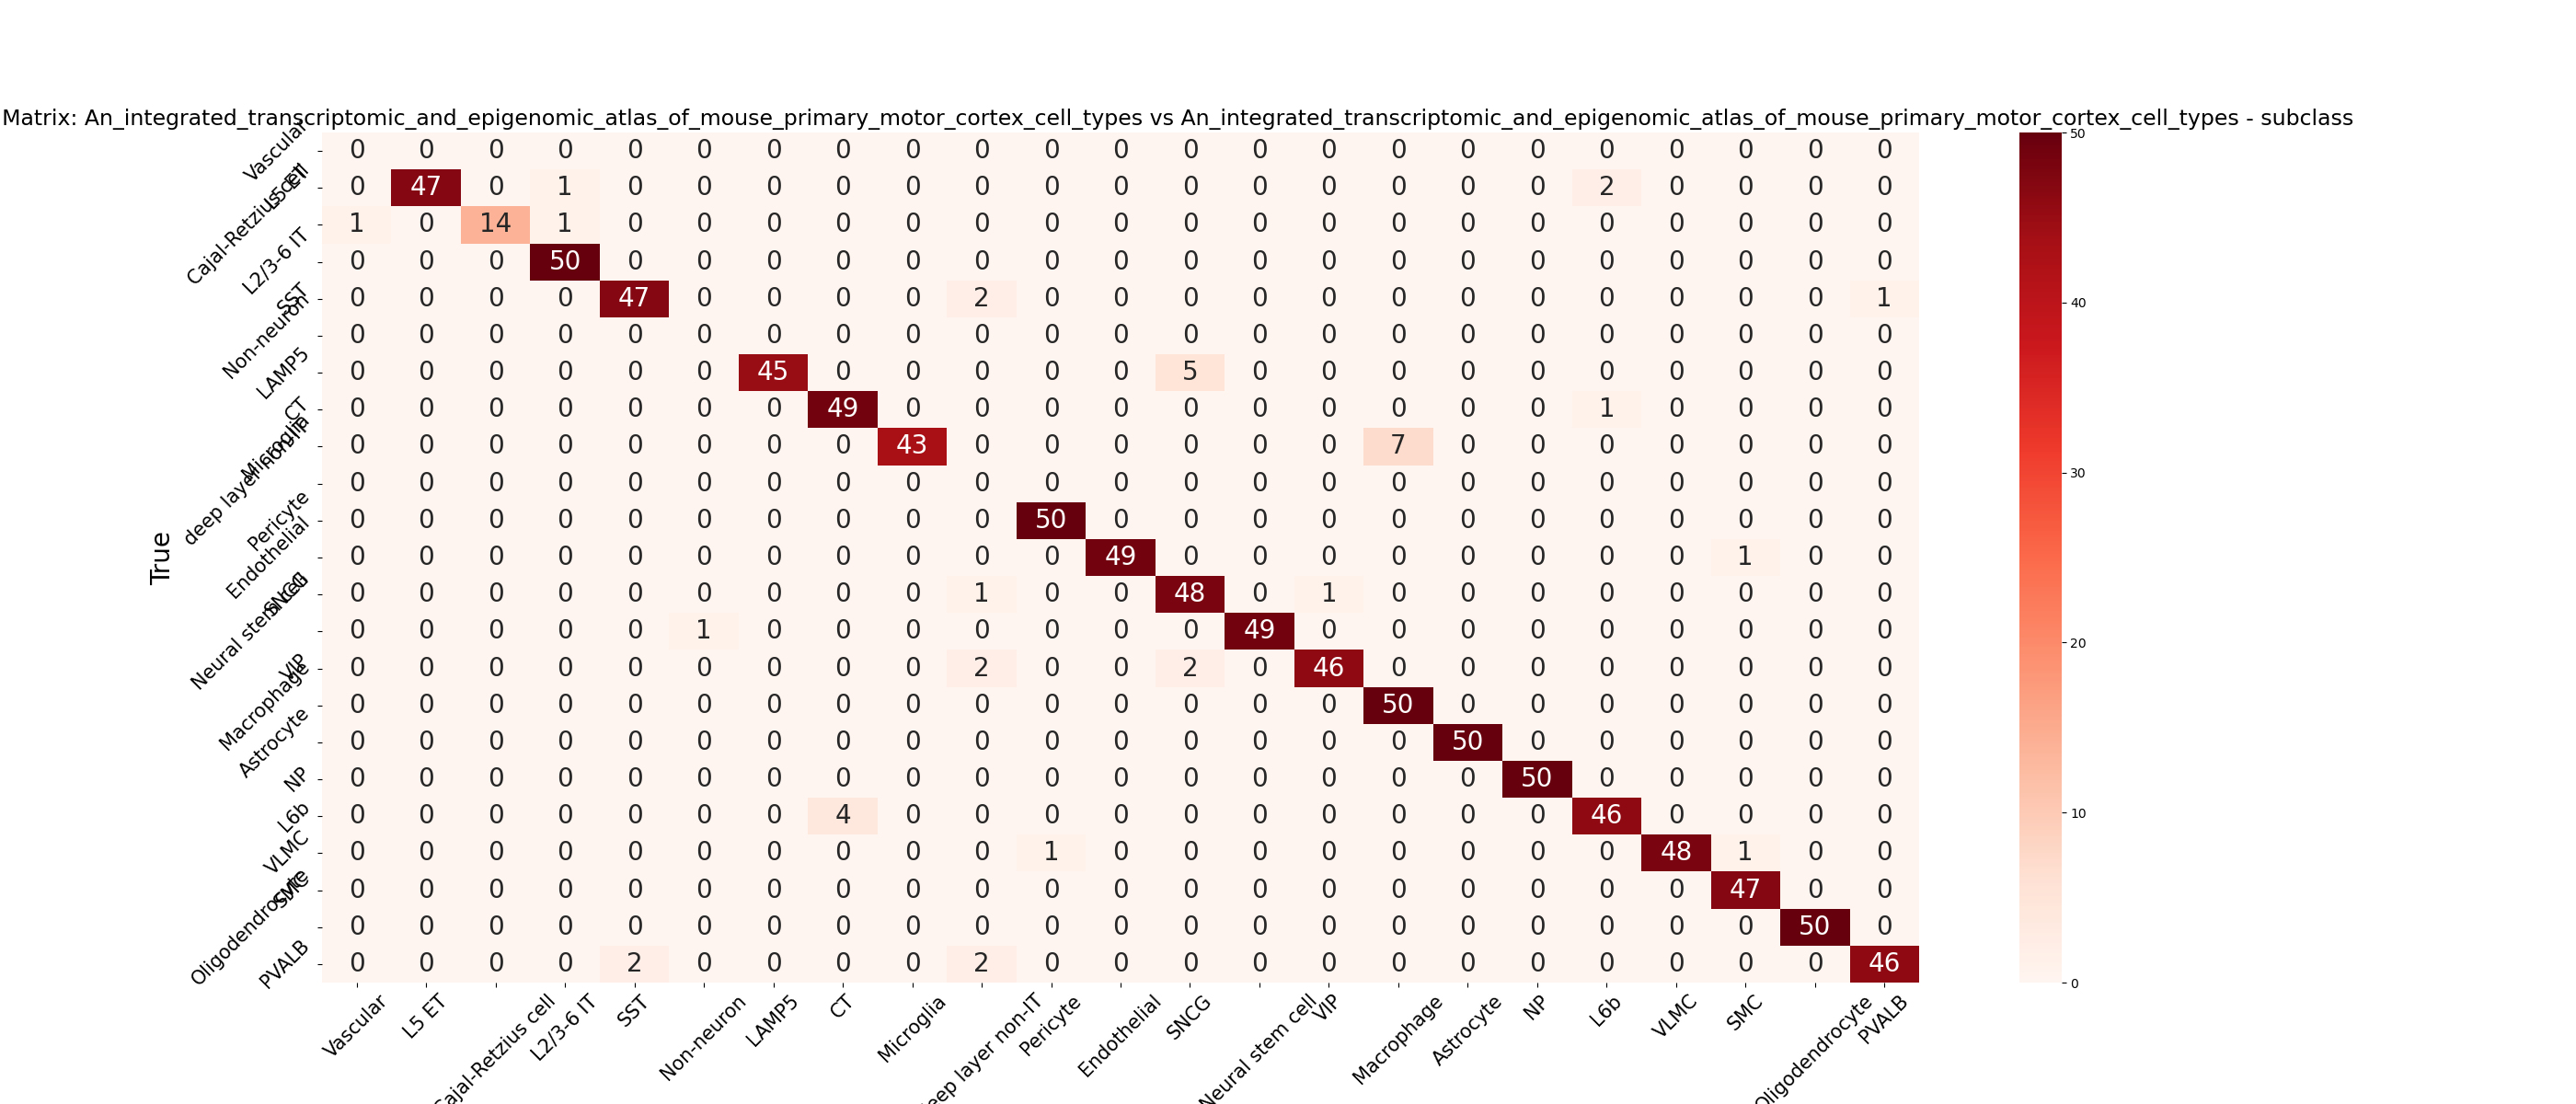 Matrix: An_integrated_transcriptomic_and_epigenomic_atlas_of_mouse_primary_motor_cortex_cell_types vs An_integrated_transcriptomic_and_epigenomic_atlas_of_mouse_primary_motor_cortex_cell_types - subclass
True
Vascular 0 0 0 0 0 0 0 0 0 0 0 0 0 0 0 0 0 0 0 0 0 0 0
L5 ET 0 47 0 1 0 0 0 0 0 0 0 0 0 0 0 0 0 0 2 0 0 0 0
Cajal-Retzius cell 1 0 14 1 0 0 0 0 0 0 0 0 0 0 0 0 0 0 0 0 0 0 0
L2/3-6 IT 0 0 0 50 0 0 0 0 0 0 0 0 0 0 0 0 0 0 0 0 0 0 0
SST 0 0 0 0 47 0 0 0 0 2 0 0 0 0 0 0 0 0 0 0 0 0 1
Non-neuron 0 0 0 0 0 0 0 0 0 0 0 0 0 0 0 0 0 0 0 0 0 0 0
LAMP5 0 0 0 0 0 0 45 0 0 0 0 0 5 0 0 0 0 0 0 0 0 0 0
CT 0 0 0 0 0 0 0 49 0 0 0 0 0 0 0 0 0 0 1 0 0 0 0
Microglia 0 0 0 0 0 0 0 0 43 0 0 0 0 0 0 7 0 0 0 0 0 0 0
deep layer non-IT 0 0 0 0 0 0 0 0 0 0 0 0 0 0 0 0 0 0 0 0 0 0 0
Pericyte 0 0 0 0 0 0 0 0 0 0 50 0 0 0 0 0 0 0 0 0 0 0 0
Endothelial 0 0 0 0 0 0 0 0 0 0 0 49 0 0 0 0 0 0 0 0 1 0 0
SNCG 0 0 0 0 0 0 0 0 0 1 0 0 48 0 1 0 0 0 0 0 0 0 0
Neural stem cell 0 0 0 0 0 1 0 0 0 0 0 0 0 49 0 0 0 0 0 0 0 0 0
VIP 0 0 0 0 0 0 0 0 0 2 0 0 2 0 46 0 0 0 0 0 0 0 0
Macrophage 0 0 0 0 0 0 0 0 0 0 0 0 0 0 0 50 0 0 0 0 0 0 0
Astrocyte 0 0 0 0 0 0 0 0 0 0 0 0 0 0 0 0 50 0 0 0 0 0 0
NP 0 0 0 0 0 0 0 0 0 0 0 0 0 0 0 0 0 50 0 0 0 0 0
L6b 0 0 0 0 0 0 0 4 0 0 0 0 0 0 0 0 0 0 46 0 0 0 0
VLMC 0 0 0 0 0 0 0 0 0 0 1 0 0 0 0 0 0 0 0 48 1 0 0
SMC 0 0 0 0 0 0 0 0 0 0 0 0 0 0 0 0 0 0 0 0 47 0 0
Oligodendrocyte 0 0 0 0 0 0 0 0 0 0 0 0 0 0 0 0 0 0 0 0 0 50 0
PVALB 0 0 0 0 2 0 0 0 0 2 0 0 0 0 0 0 0 0 0 0 0 0 46
Vascular L5 ET Cajal-Retzius cell L2/3-6 IT SST Non-neuron LAMP5 CT Microglia layer non-IT Pericyte Endothelial SNCG Neural stem cell VIP Macrophage Astrocyte NP L6b VLMC SMC Oligodendrocyte PVALB
50
40
30
20
10
0